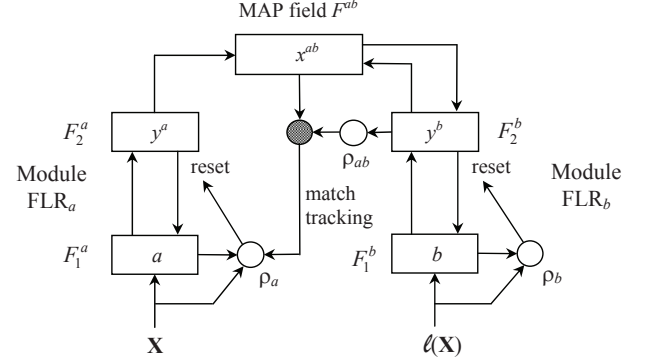 MAP field F^ab
x^ab
F_2^a
y^a
ρ_ab
y^b
F_2^b
Module
FLR_a
reset
match
tracking
reset
Module
FLR_b
F_1^a
a
ρ_a
F_1^b
b
ρ_b
X
ℓ(X)